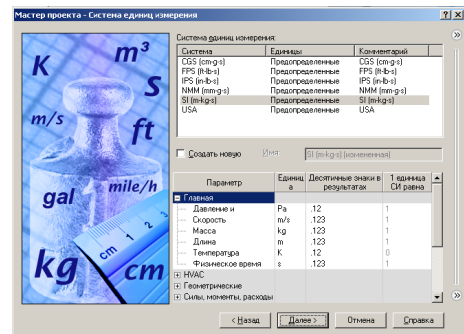 Мастер проекта - Система единиц измерения
K
m³
S
m/s
ft
gal
mile/h
cm 1 2 3
kg
cm
Система единиц измерения:
Система Единицы Комментарий
CGS (cm-g-s) Предопределенные CGS (cm-g-s)
FPS (ft-lb-s) Предопределенные FPS (ft-lb-s)
IPS (in-lb-s) Предопределенные IPS (in-lb-s)
NMM (mm-g-s) Предопределенные NMM (mm-g-s)
SI (m-kg-s) Предопределенные SI (m-kg-s)
USA Предопределенные USA
Создать новую Имя: SI (m-kg-s) (измененная)
Параметр Единица Десятичные знаки в результатах 1 единица СИ равна
Главная
Давление и Pa .12 1
Скорость m/s .123 1
Масса kg .123 1
Длина m .123 1
Температура K .12 0
Физическое время s .123 1
HVAC
Геометрические
Силы, моменты, расходы
< Назад Далее > Отмена Справка